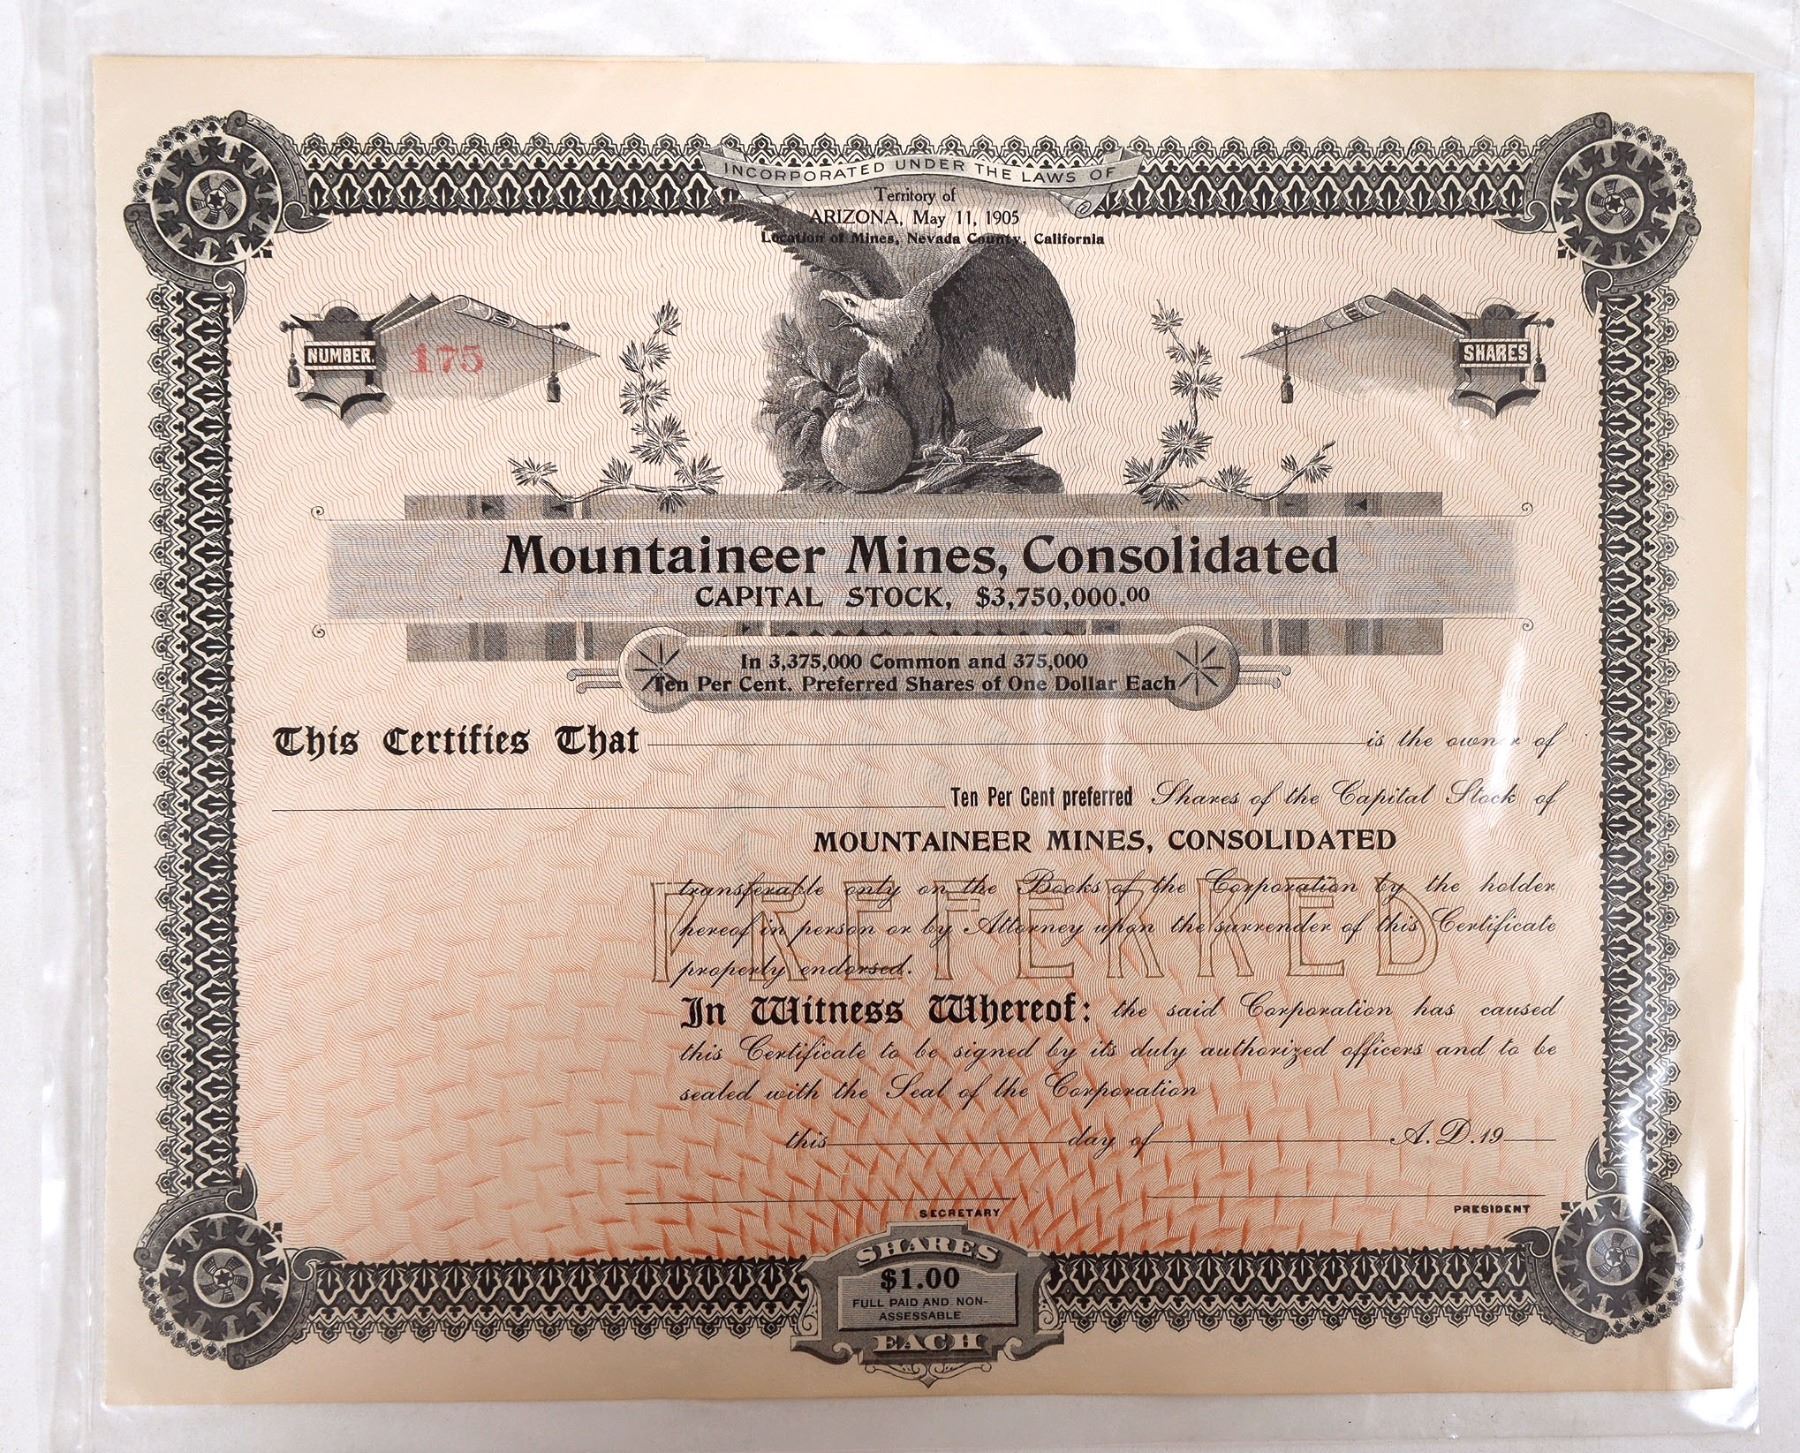 INCORPORATED UNDER THE LAWS OF
Territory of
ARIZONA, May 11, 1905
Location of Mines, Nevada County, California
NUMBER. 175 SHARES
Mountaineer Mines, Consolidated
CAPITAL STOCK, $3,750,000.00
In 3,375,000 Common and 375,000
Ten Per Cent. Preferred Shares of One Dollar Each
This Certifies That is the owner of
Ten Per Cent preferred Shares of the Capital Stock of
MOUNTAINEER MINES, CONSOLIDATED
PREFERRED
transferable only on the Books of the Corporation by the holder
hereof in person or by Attorney upon the surrender of this Certificate
properly endorsed.
In Witness Whereof: the said Corporation has caused
this Certificate to be signed by its duly authorized officers and to be
sealed with the Seal of the Corporation
this day of A.D.19
SECRETARY PRESIDENT
SHARES
$1.00
FULL PAID AND NON-
ASSESSABLE
EACH